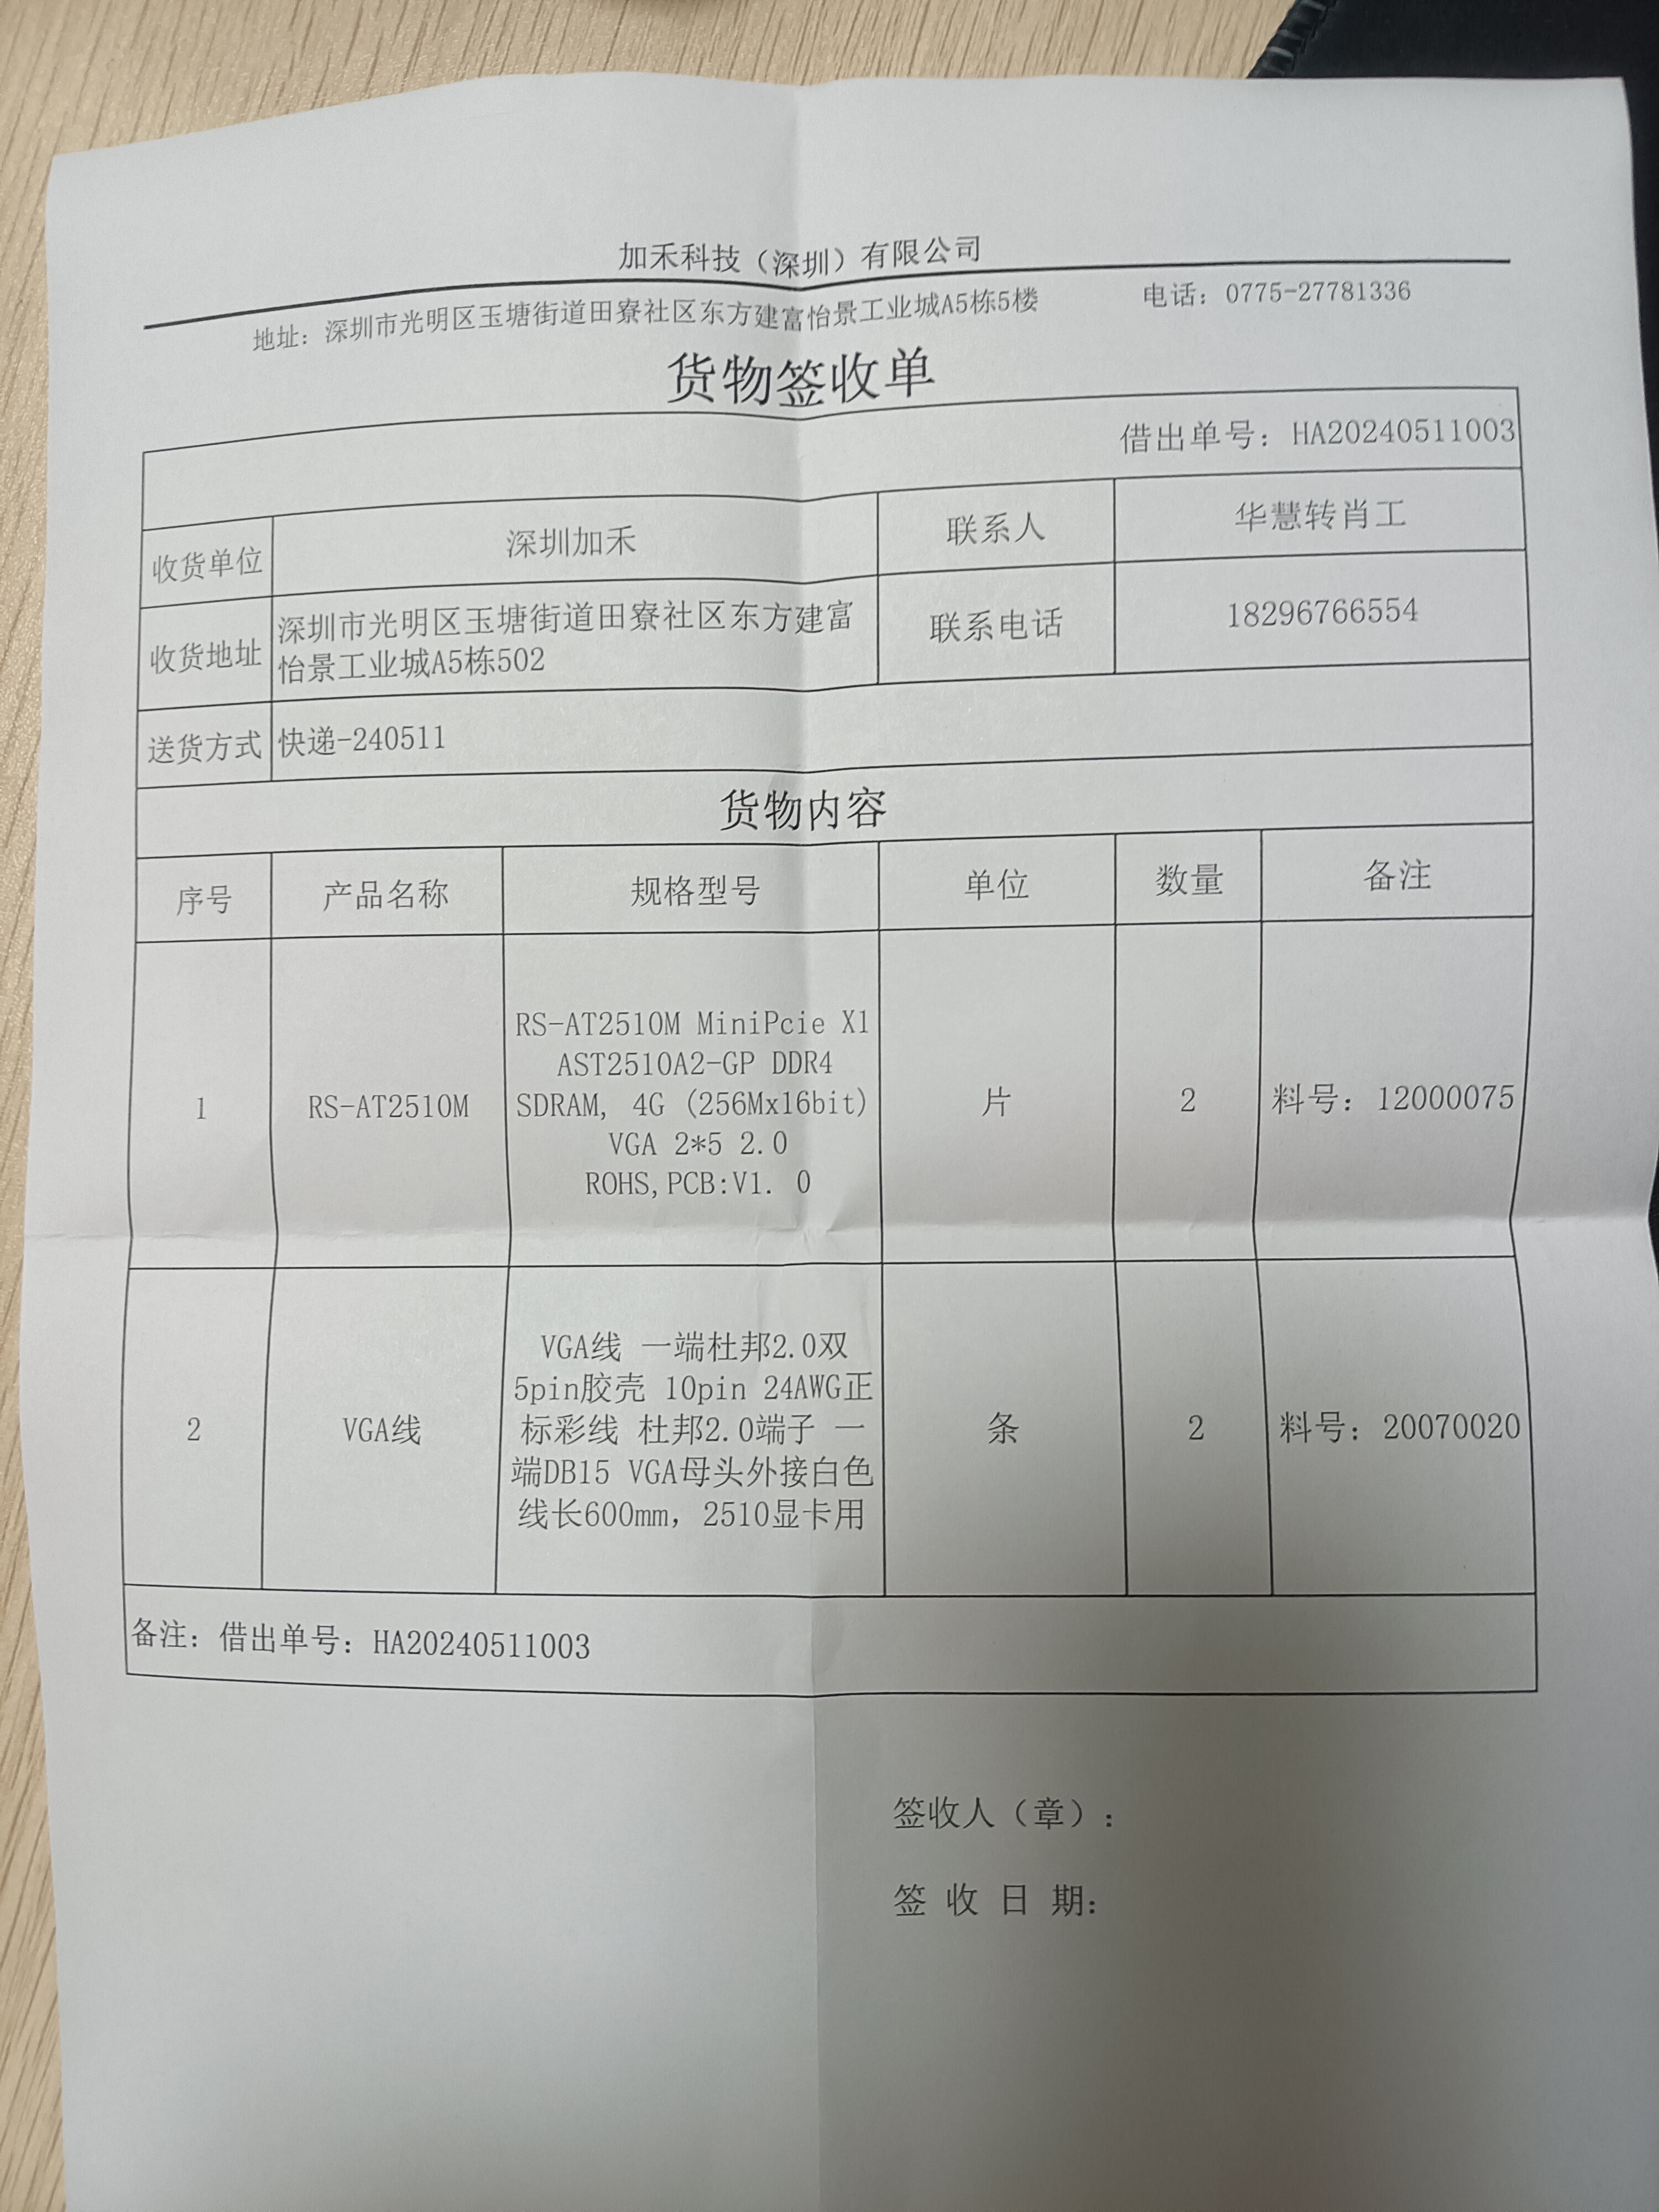 加禾科技（深圳）有限公司
地址：深圳市光明区玉塘街道田寮社区东方建富怡景工业城A5栋5楼 电话：0775-27781336
货物签收单
借出单号：HA20240511003
收货单位 深圳加禾 联系人 华慧转肖工
收货地址 深圳市光明区玉塘街道田寮社区东方建富
怡景工业城A5栋502
联系电话 18296766554
送货方式 快递-240511
货物内容
序号 产品名称 规格型号 单位 数量 备注
1 RS-AT2510M
RS-AT2510M MiniPcie X1
AST2510A2-GP DDR4
SDRAM, 4G (256Mx16bit)
VGA 2*5 2.0
ROHS,PCB:V1. 0
片 2 料号：12000075
2 VGA线
VGA线 一端杜邦2.0双
5pin胶壳 10pin 24AWG正
标彩线 杜邦2.0端子 一
端DB15 VGA母头外接白色
线长600mm，2510显卡用
条 2 料号：20070020
备注：借出单号：HA20240511003
签收人（章）：
签 收 日 期：